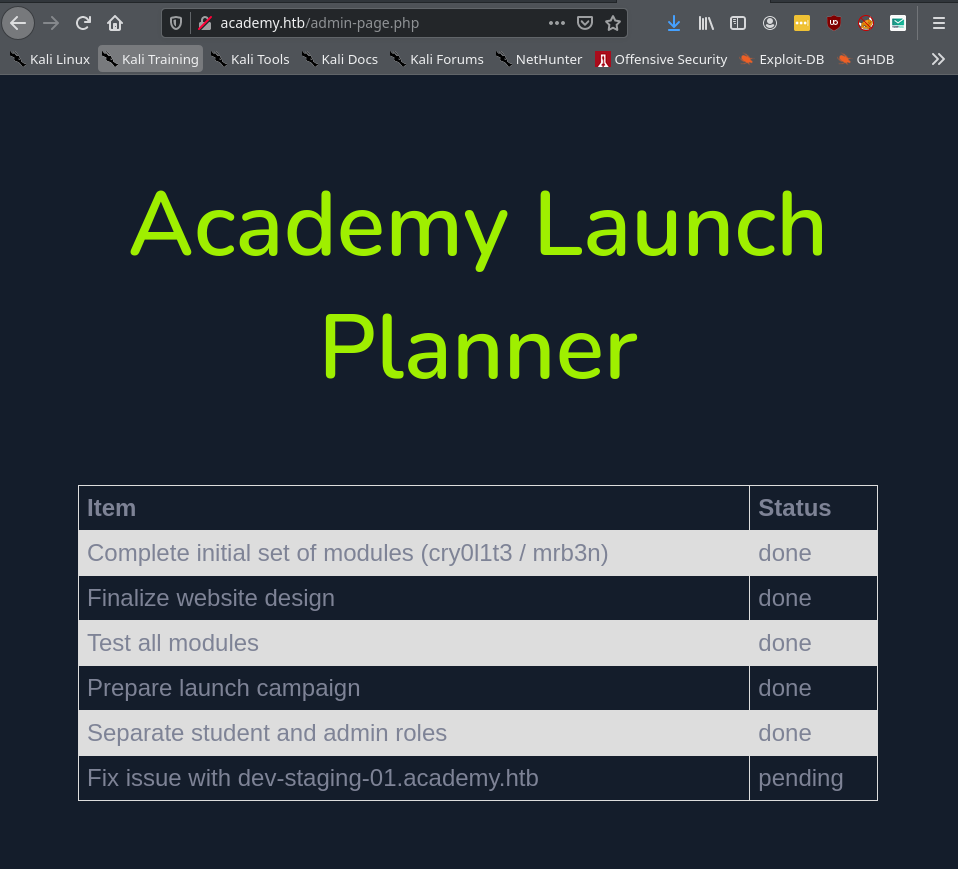 academy.htb/admin-page.php
Kali Linux Kali Training Kali Tools Kali Docs Kali Forums NetHunter Offensive Security Exploit-DB GHDB
Academy Launch
Planner
Item Status
Complete initial set of modules (cry0l1t3 / mrb3n) done
Finalize website design done
Test all modules done
Prepare launch campaign done
Separate student and admin roles done
Fix issue with dev-staging-01.academy.htb pending